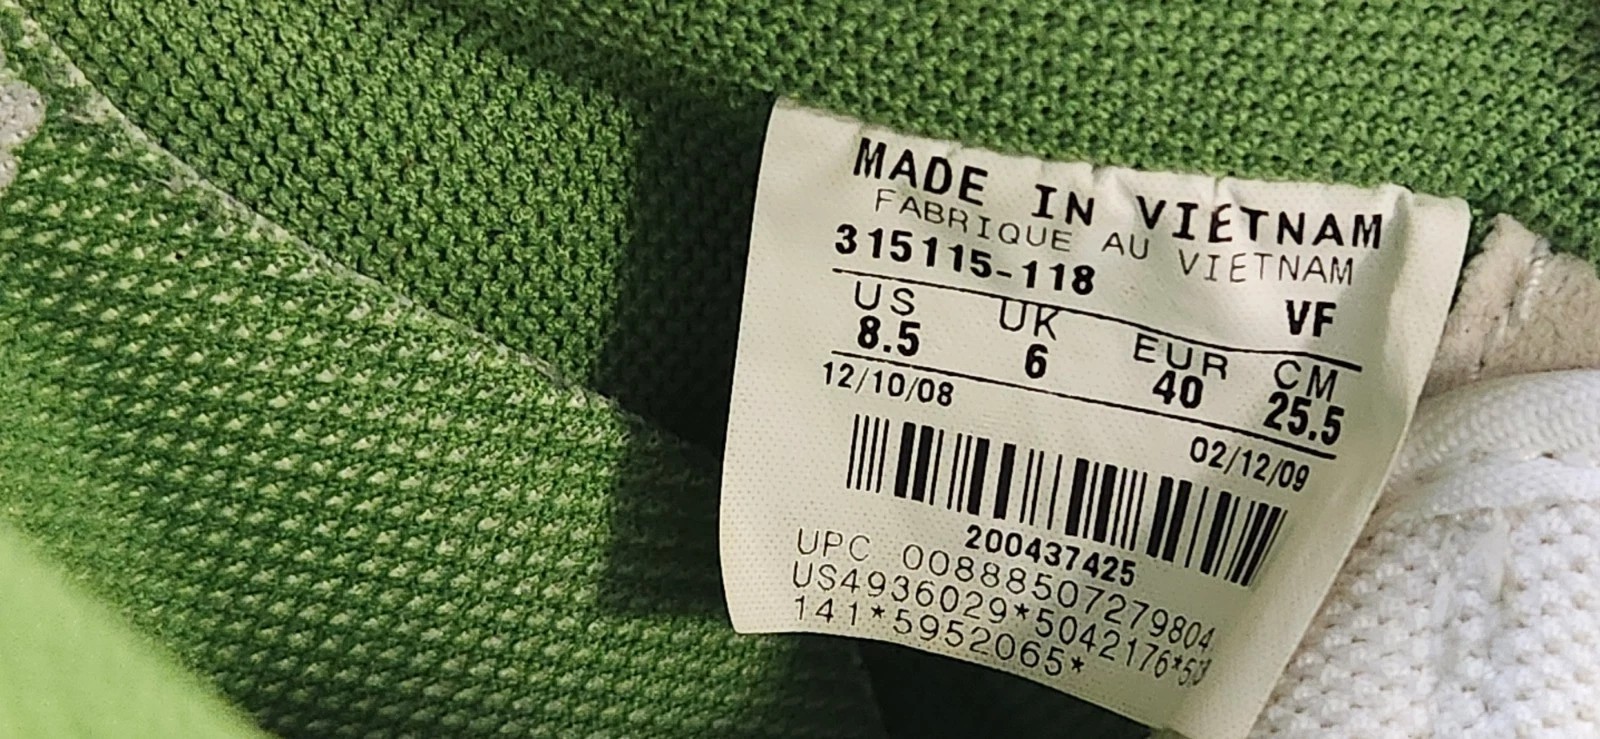 MADE IN VIETNAM
FABRIQUE AU VIETNAM
315115-118 VF
US UK EUR CM
8.5 6 40 25.5
12/10/08 02/12/09
200437425
UPC 00888507279804
US4936029*5042176*
141*5952065*